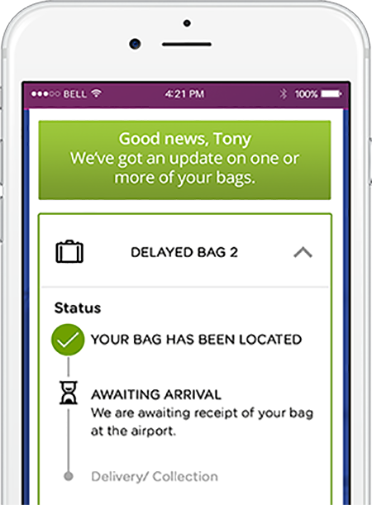 BELL 4:21 PM 100%
Good news, Tony
We've got an update on one or
more of your bags.
DELAYED BAG 2
Status
YOUR BAG HAS BEEN LOCATED
AWAITING ARRIVAL
We are awaiting receipt of your bag
at the airport.
Delivery/ Collection